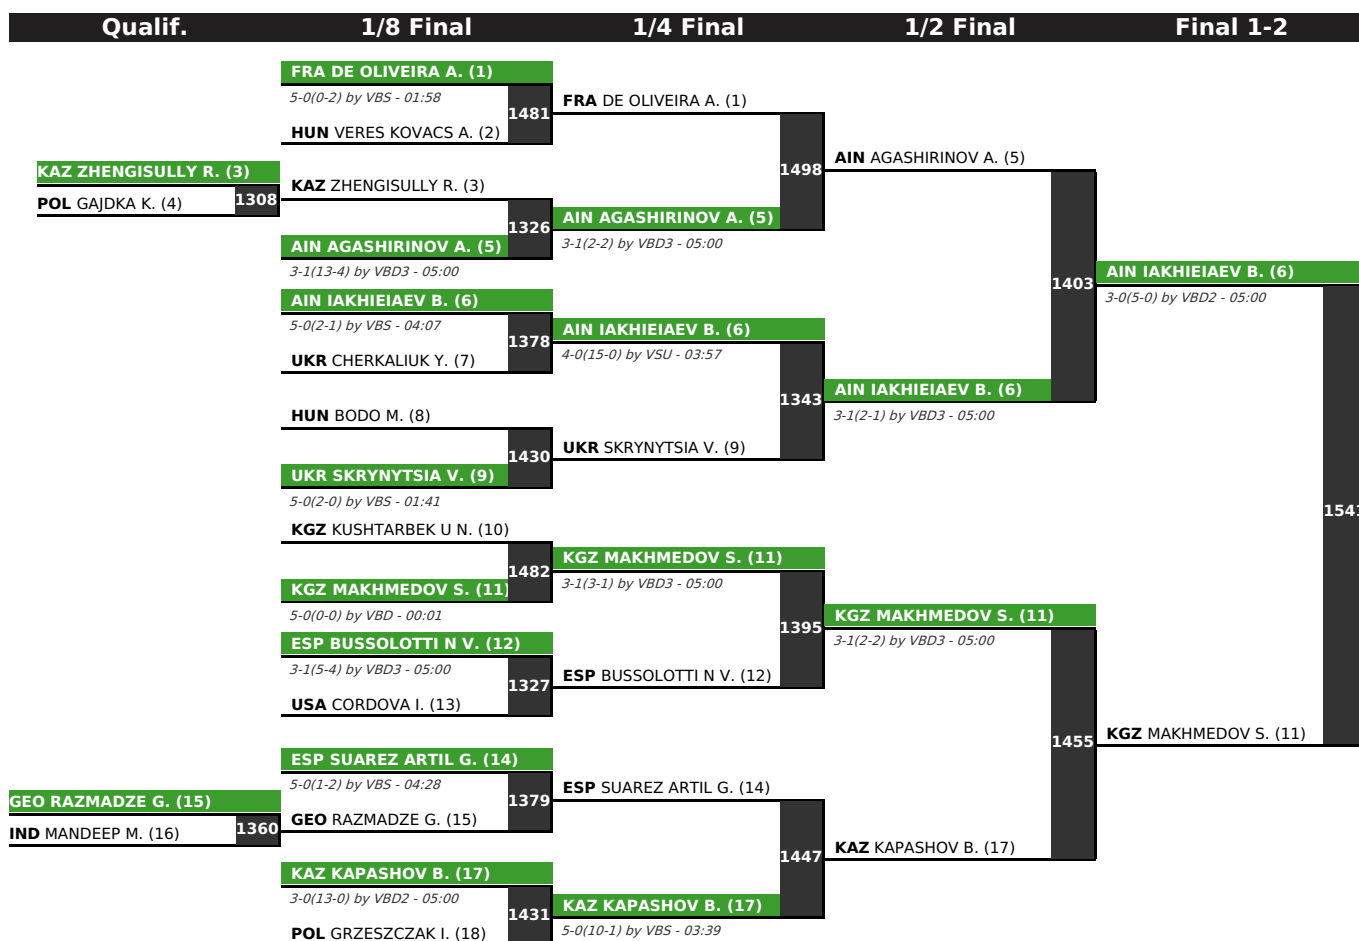 Qualif.
1/8 Final
1/4 Final
1/2 Final
Final 1-2
KAZ ZHENGISULLY R. (3)
POL GAJDKA K. (4)
1308
GEO RAZMADZE G. (15)
IND MANDEEP M. (16)
1360
FRA DE OLIVEIRA A. (1)
5-0(0-2) by VBS - 01:58
1481
HUN VERES KOVACS A. (2)
KAZ ZHENGISULLY R. (3)
1326
AIN AGASHIRINOV A. (5)
3-1(13-4) by VBD3 - 05:00
AIN IAKHIEIAEV B. (6)
5-0(2-1) by VBS - 04:07
1378
UKR CHERKALIUK Y. (7)
HUN BODO M. (8)
1430
UKR SKRYNYTSIA V. (9)
5-0(2-0) by VBS - 01:41
KGZ KUSHTARBEK U N. (10)
1482
KGZ MAKHMEDOV S. (11)
5-0(0-0) by VBD - 00:01
ESP BUSSOLOTTI N V. (12)
3-1(5-4) by VBD3 - 05:00
1327
USA CORDOVA I. (13)
ESP SUAREZ ARTIL G. (14)
5-0(1-2) by VBS - 04:28
1379
GEO RAZMADZE G. (15)
KAZ KAPASHOV B. (17)
3-0(13-0) by VBD2 - 05:00
1431
POL GRZESZCZAK I. (18)
FRA DE OLIVEIRA A. (1)
1498
AIN AGASHIRINOV A. (5)
3-1(2-2) by VBD3 - 05:00
AIN IAKHIEIAEV B. (6)
4-0(15-0) by VSU - 03:57
1343
UKR SKRYNYTSIA V. (9)
KGZ MAKHMEDOV S. (11)
3-1(3-1) by VBD3 - 05:00
1395
ESP BUSSOLOTTI N V. (12)
ESP SUAREZ ARTIL G. (14)
1447
KAZ KAPASHOV B. (17)
5-0(10-1) by VBS - 03:39
AIN AGASHIRINOV A. (5)
1403
AIN IAKHIEIAEV B. (6)
3-1(2-1) by VBD3 - 05:00
KGZ MAKHMEDOV S. (11)
3-1(2-2) by VBD3 - 05:00
1455
KAZ KAPASHOV B. (17)
AIN IAKHIEIAEV B. (6)
3-0(5-0) by VBD2 - 05:00
1541
KGZ MAKHMEDOV S. (11)